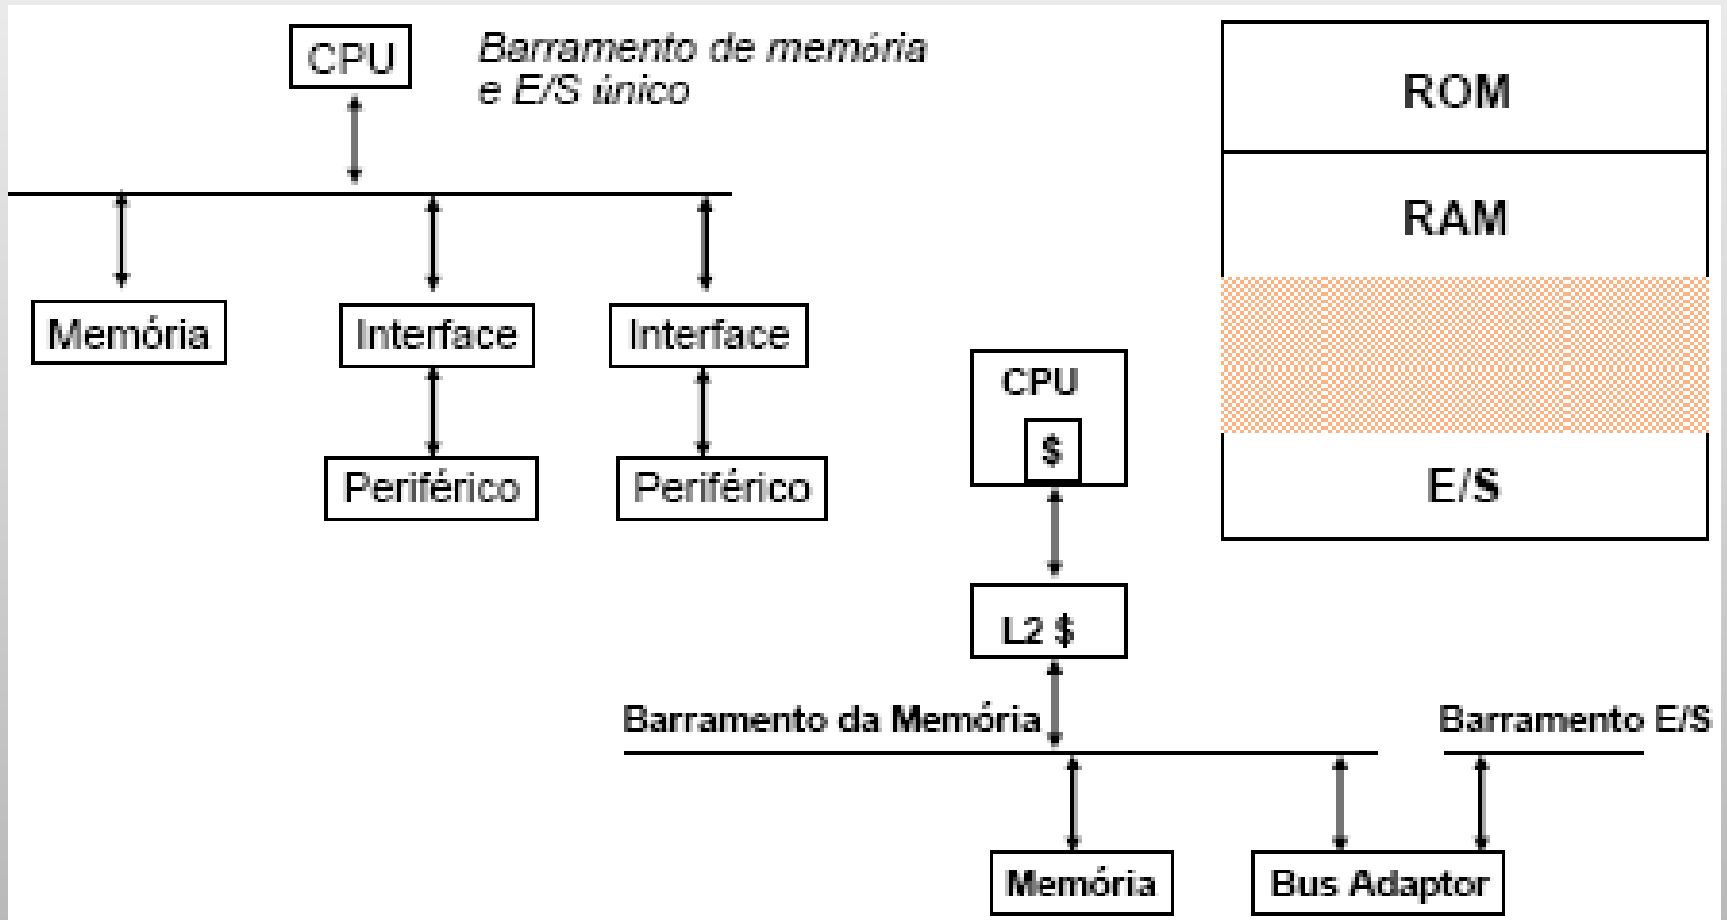 CPU
Barramento de memória
e E/S único
Memória
Interface
Interface
Periférico
Periférico
ROM
RAM
E/S
CPU
$
L2 $
Barramento da Memória
Barramento E/S
Memória
Bus Adaptor